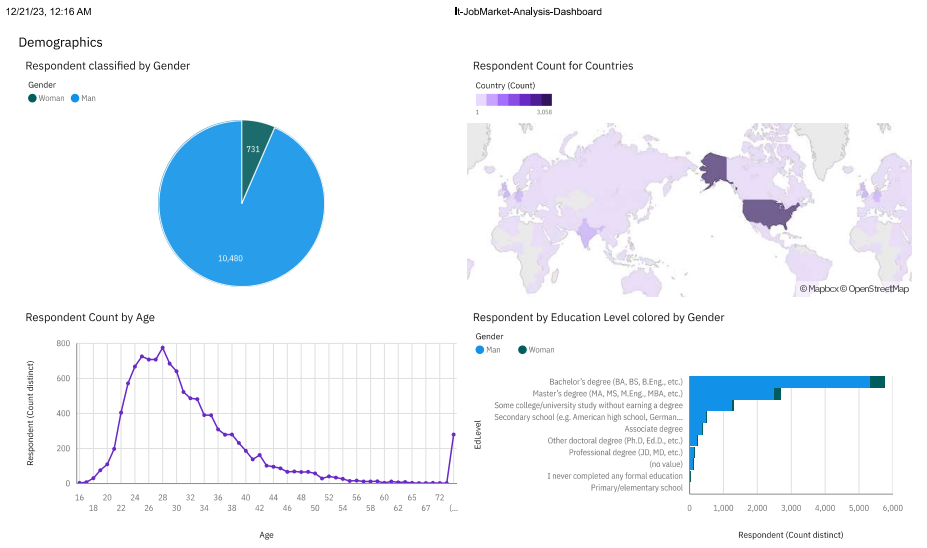 12/21/23, 12:16 AM
It-JobMarket-Analysis-Dashboard
Demographics
Respondent classified by Gender
Gender
Woman Man
731
10,480
Respondent Count for Countries
Country (Count)
1 3,058
© Mapbox © OpenStreetMap
Respondent Count by Age
Respondent (Count distinct)
800
600
400
200
0
16 20 22 24 26 30 34 38 42 46 50 54 58 60 65 72
18 21 23 25 28 32 36 40 44 48 52 56 62 67 (...
Age
Respondent by Education Level colored by Gender
Gender
Man Woman
EdLevel
Bachelor's degree (BA, BS, B.Eng., etc.)
Master's degree (MA, MS, M.Eng., MBA, etc.)
Some college/university study without earning a degree
Secondary school (e.g. American high school, German...
Associate degree
Other doctoral degree (Ph.D, Ed.D., etc.)
Professional degree (JD, MD, etc.)
(no value)
I never completed any formal education
Primary/elementary school
0 1,000 2,000 3,000 4,000 5,000 6,000
Respondent (Count distinct)